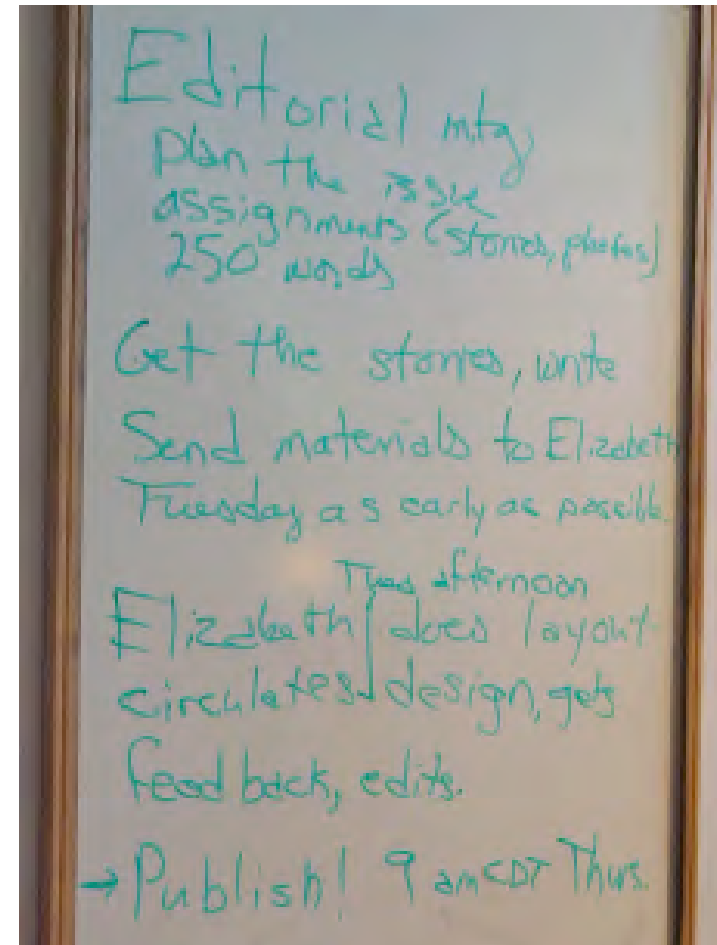 Editorial mtg,
plan the issue
assignments (stories, photos)
250 words
Get the stories, write
Send materials to Elizabeth
Tuesday as early as possible.
Tues afternoon
Elizabeth does layout
circulates design, gets
feedback, edits.
→ Publish! 9 am CDT Thurs.